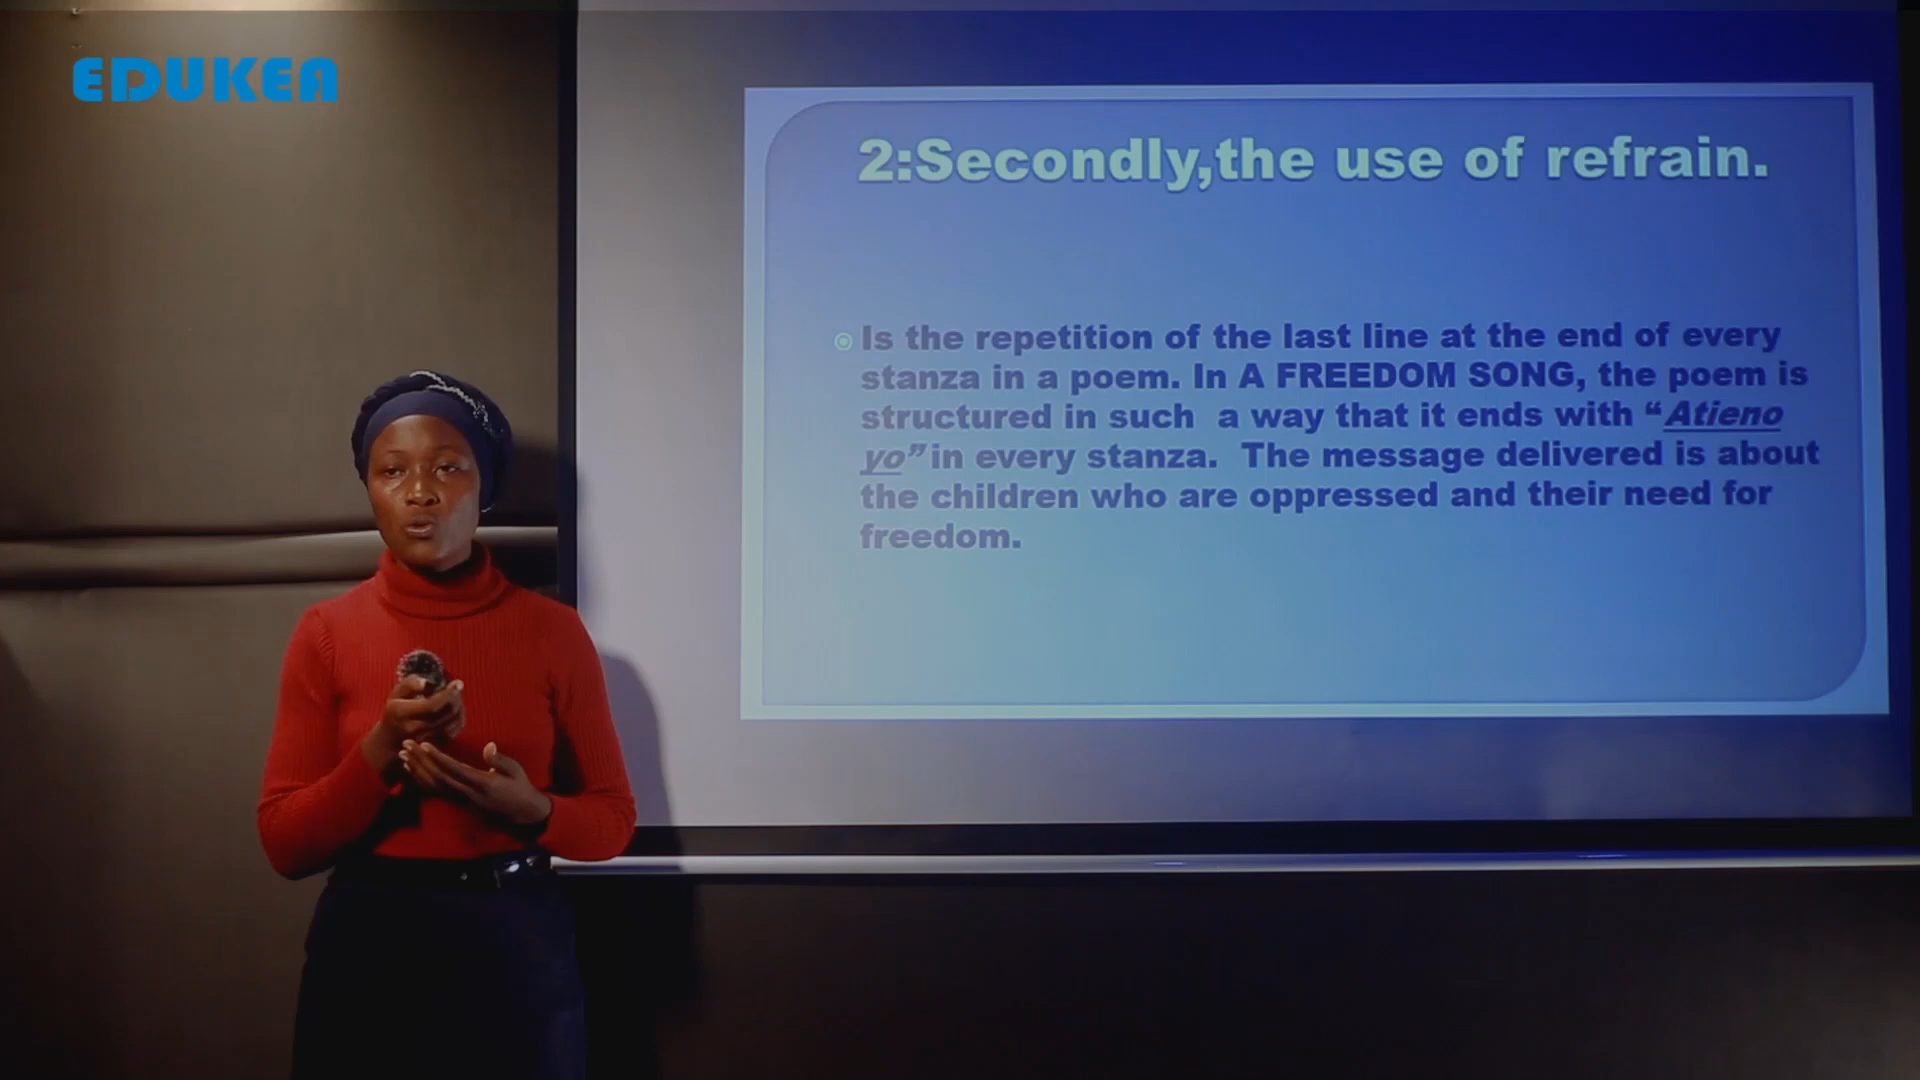 EDUKEA
2:Secondly,the use of refrain.
Is the repetition of the last line at the end of every
stanza in a poem. In A FREEDOM SONG, the poem is
structured in such a way that it ends with “Atieno
yo”in every stanza. The message delivered is about
the children who are oppressed and their need for
freedom.